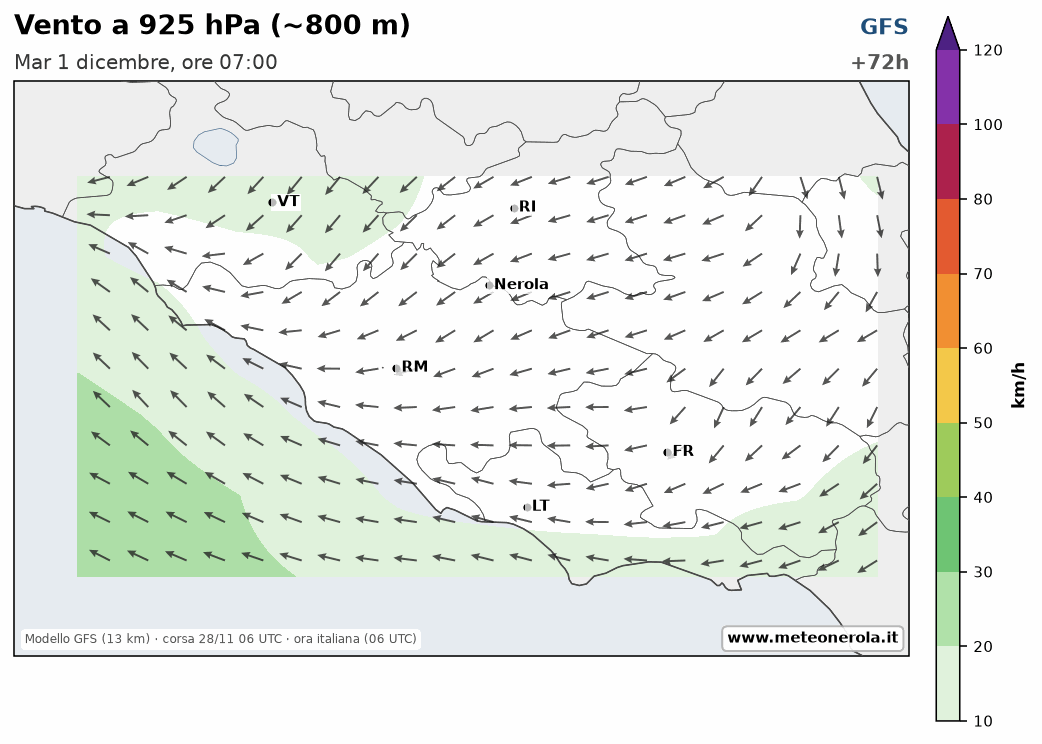 Vento a 925 hPa (~800 m)
GFS
Mar 1 dicembre, ore 07:00
+72h
VT
RI
Nerola
RM
FR
LT
120
100
80
70
60
50
40
30
20
10
km/h
Modello GFS (13 km) · corsa 28/11 06 UTC · ora italiana (06 UTC)
www.meteonerola.it